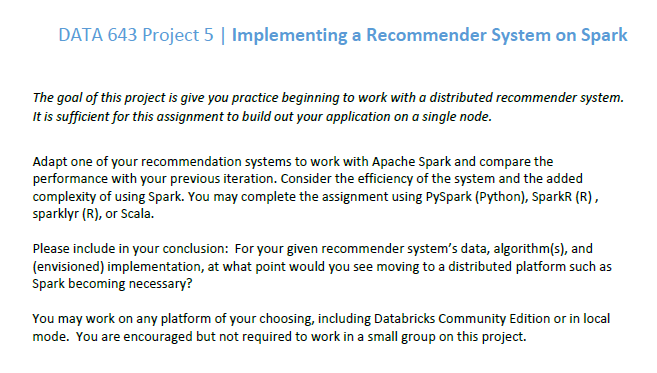 DATA 643 Project 5 | Implementing a Recommender System on Spark
The goal of this project is give you practice beginning to work with a distributed recommender system.
It is sufficient for this assignment to build out your application on a single node.
Adapt one of your recommendation systems to work with Apache Spark and compare the
performance with your previous iteration. Consider the efficiency of the system and the added
complexity of using Spark. You may complete the assignment using PySpark (Python), SparkR (R) ,
sparklyr (R), or Scala.
Please include in your conclusion: For your given recommender system's data, algorithm(s), and
(envisioned) implementation, at what point would you see moving to a distributed platform such as
Spark becoming necessary?
You may work on any platform of your choosing, including Databricks Community Edition or in local
mode. You are encouraged but not required to work in a small group on this project.